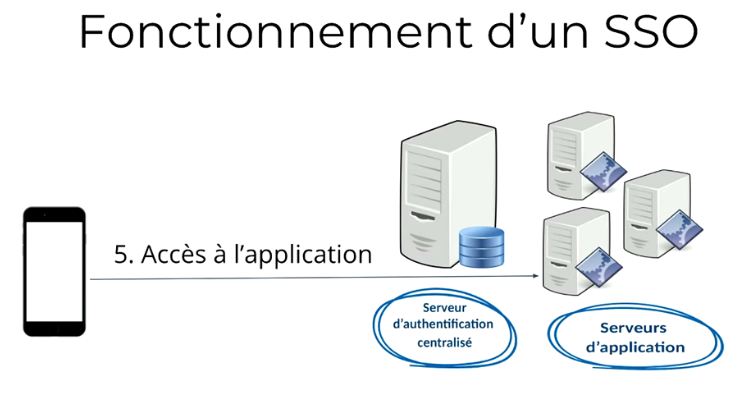 Fonctionnement d’un SSO
5. Accès à l’application
Serveur
d’authentification
centralisé
Serveurs
d’application